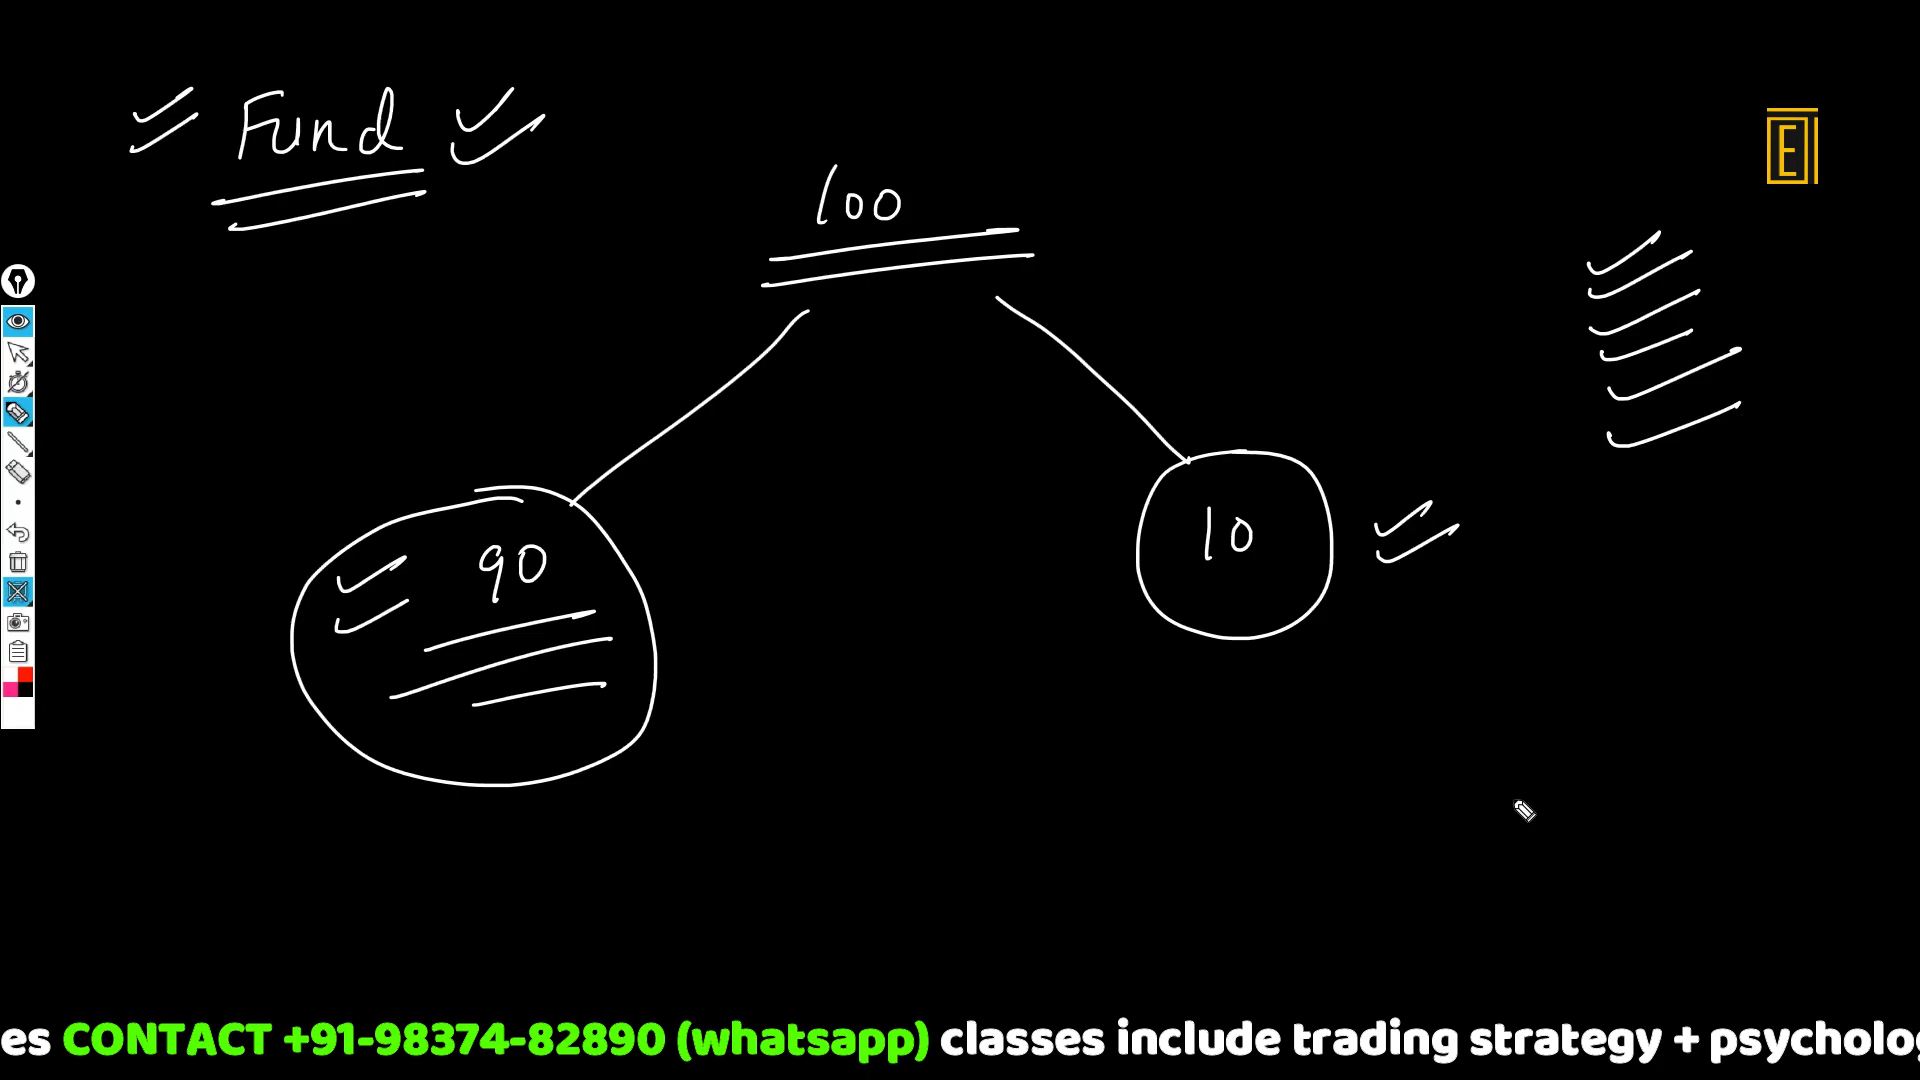 Fund
100
E
90
10
es CONTACT +91-98374-82890 (whatsapp) classes include trading strategy + psycholog